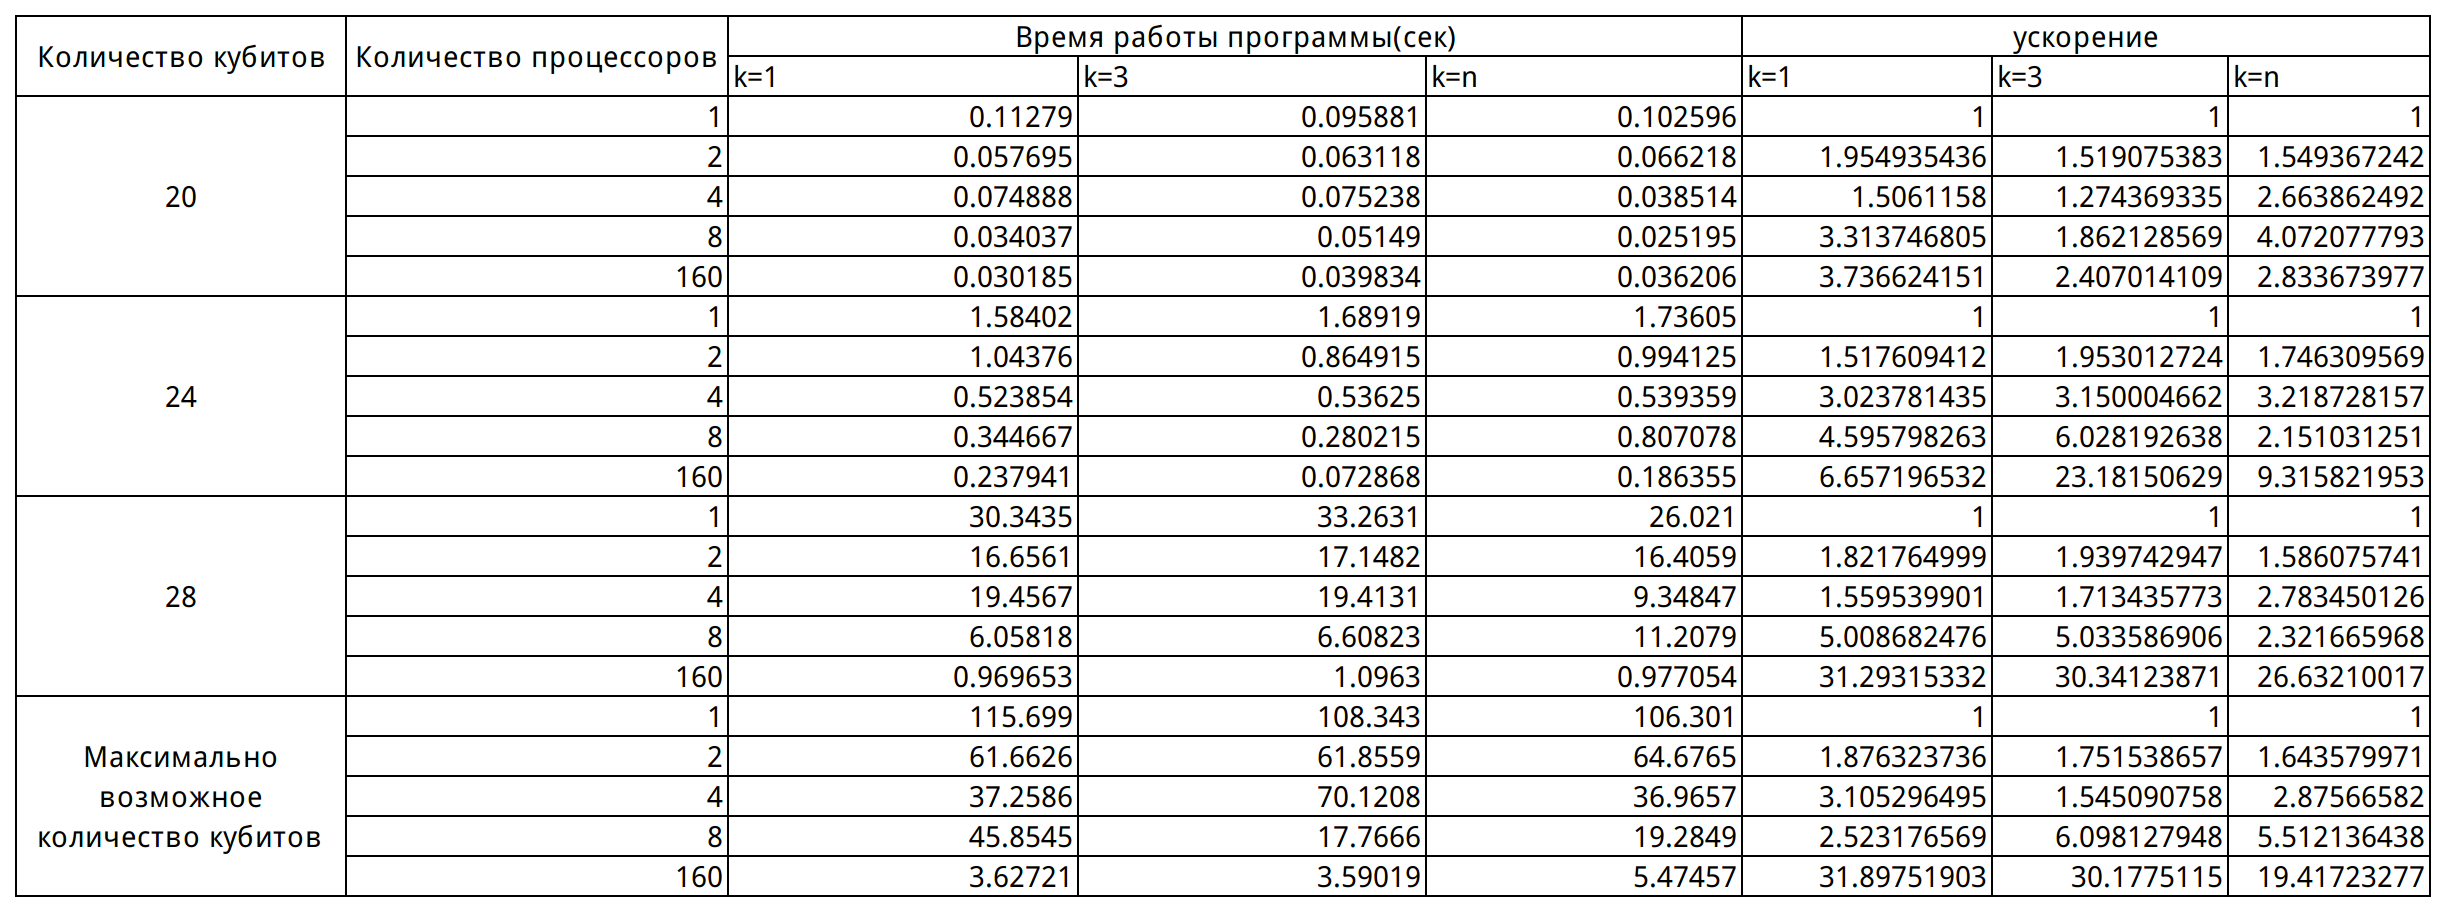 Количество кубитов Количество процессоров Время работы программы(сек) ускорение
k=1 k=3 k=n k=1 k=3 k=n
20
1 0.11279 0.095881 0.102596 1 1 1
2 0.057695 0.063118 0.066218 1.954935436 1.519075383 1.549367242
4 0.074888 0.075238 0.038514 1.5061158 1.274369335 2.663862492
8 0.034037 0.05149 0.025195 3.313746805 1.862128569 4.072077793
160 0.030185 0.039834 0.036206 3.736624151 2.407014109 2.833673977
24
1 1.58402 1.68919 1.73605 1 1 1
2 1.04376 0.864915 0.994125 1.517609412 1.953012724 1.746309569
4 0.523854 0.53625 0.539359 3.023781435 3.150004662 3.218728157
8 0.344667 0.280215 0.807078 4.595798263 6.028192638 2.151031251
160 0.237941 0.072868 0.186355 6.657196532 23.18150629 9.315821953
28
1 30.3435 33.2631 26.021 1 1 1
2 16.6561 17.1482 16.4059 1.821764999 1.939742947 1.586075741
4 19.4567 19.4131 9.34847 1.559539901 1.713435773 2.783450126
8 6.05818 6.60823 11.2079 5.008682476 5.033586906 2.321665968
160 0.969653 1.0963 0.977054 31.29315332 30.34123871 26.63210017
Максимально
возможное
количество кубитов
1 115.699 108.343 106.301 1 1 1
2 61.6626 61.8559 64.6765 1.876323736 1.751538657 1.643579971
4 37.2586 70.1208 36.9657 3.105296495 1.545090758 2.87566582
8 45.8545 17.7666 19.2849 2.523176569 6.098127948 5.512136438
160 3.62721 3.59019 5.47457 31.89751903 30.1775115 19.41723277